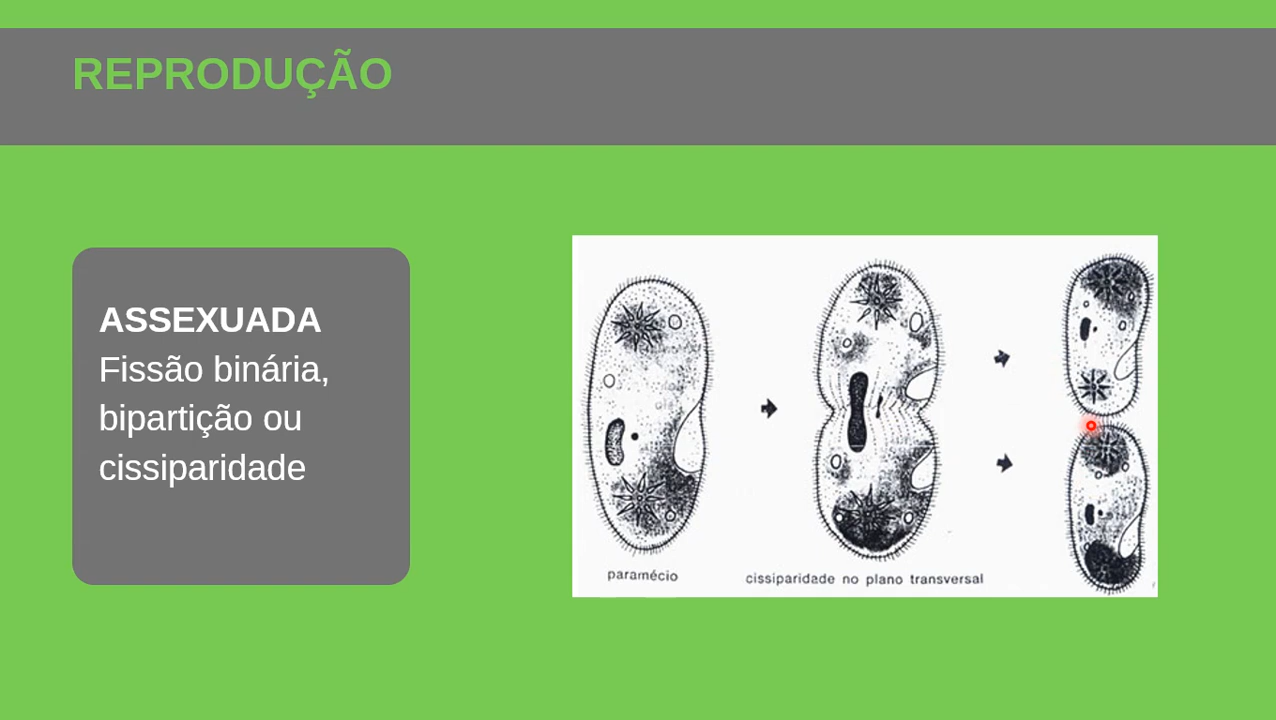 REPRODUÇÃO
ASSEXUADA
Fissão binária,
bipartição ou
cissiparidade
paramécio
cissiparidade no plano transversal